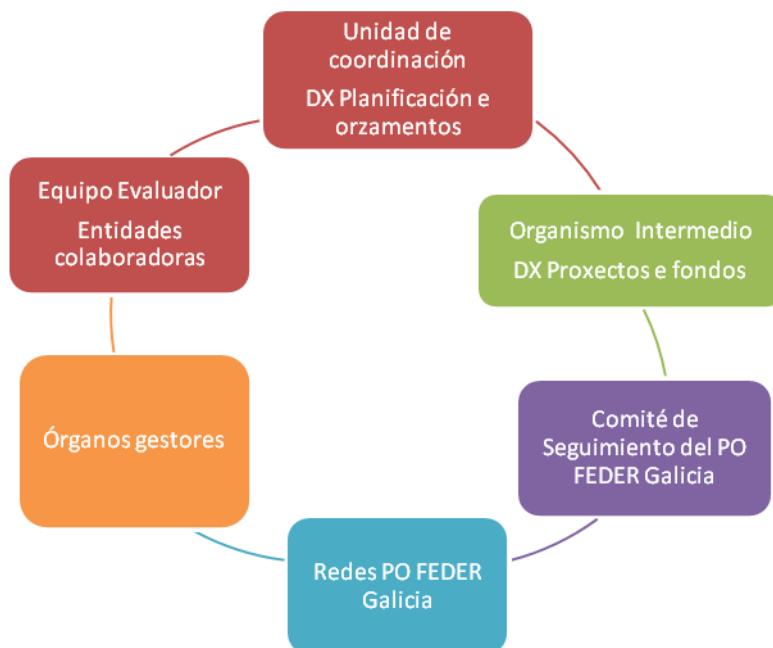 Unidad de
coordinación
DX Planificación e
orzamentos
Equipo Evaluador
Entidades
colaboradoras
Organismo Intermedio
DX Proxectos e fondos
Órganos gestores
Comité de
Seguimiento del PO
FEDER Galicia
Redes PO FEDER
Galicia